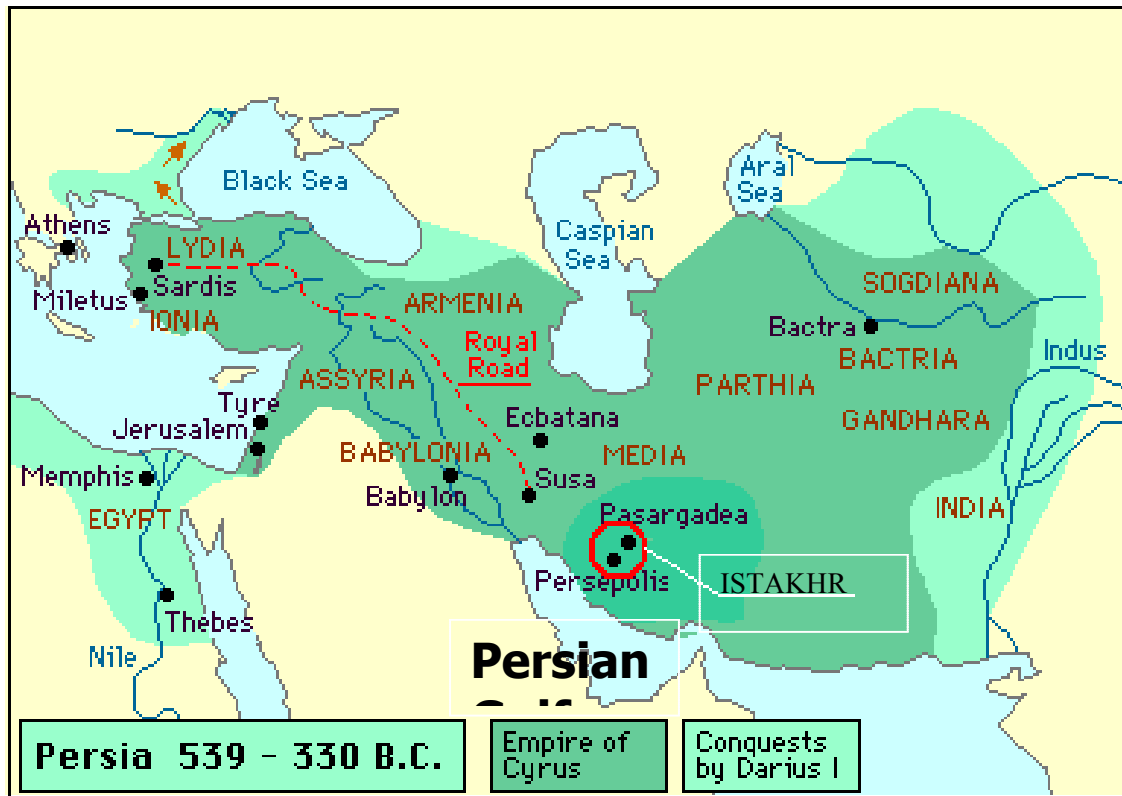 Black Sea
Aral
Sea
Athens
Caspian
Sea
LYDIA
SOGDIANA
Sardis
Miletus
ARMENIA
IONIA
Bactra
Royal
Road
Indus
BACTRIA
ASSYRIA
PARTHIA
Tyre
Ecbatana
GANDHARA
Jerusalem
BABYLONIA
MEDIA
Memphis
Susa
Babylon
INDIA
EGYPT
Pasargadea
Persepolis
ISTAKHR
Thebes
Nile
Persian
Gulf
Persia 539 - 330 B.C.
Empire of
Cyrus
Conquests
by Darius I